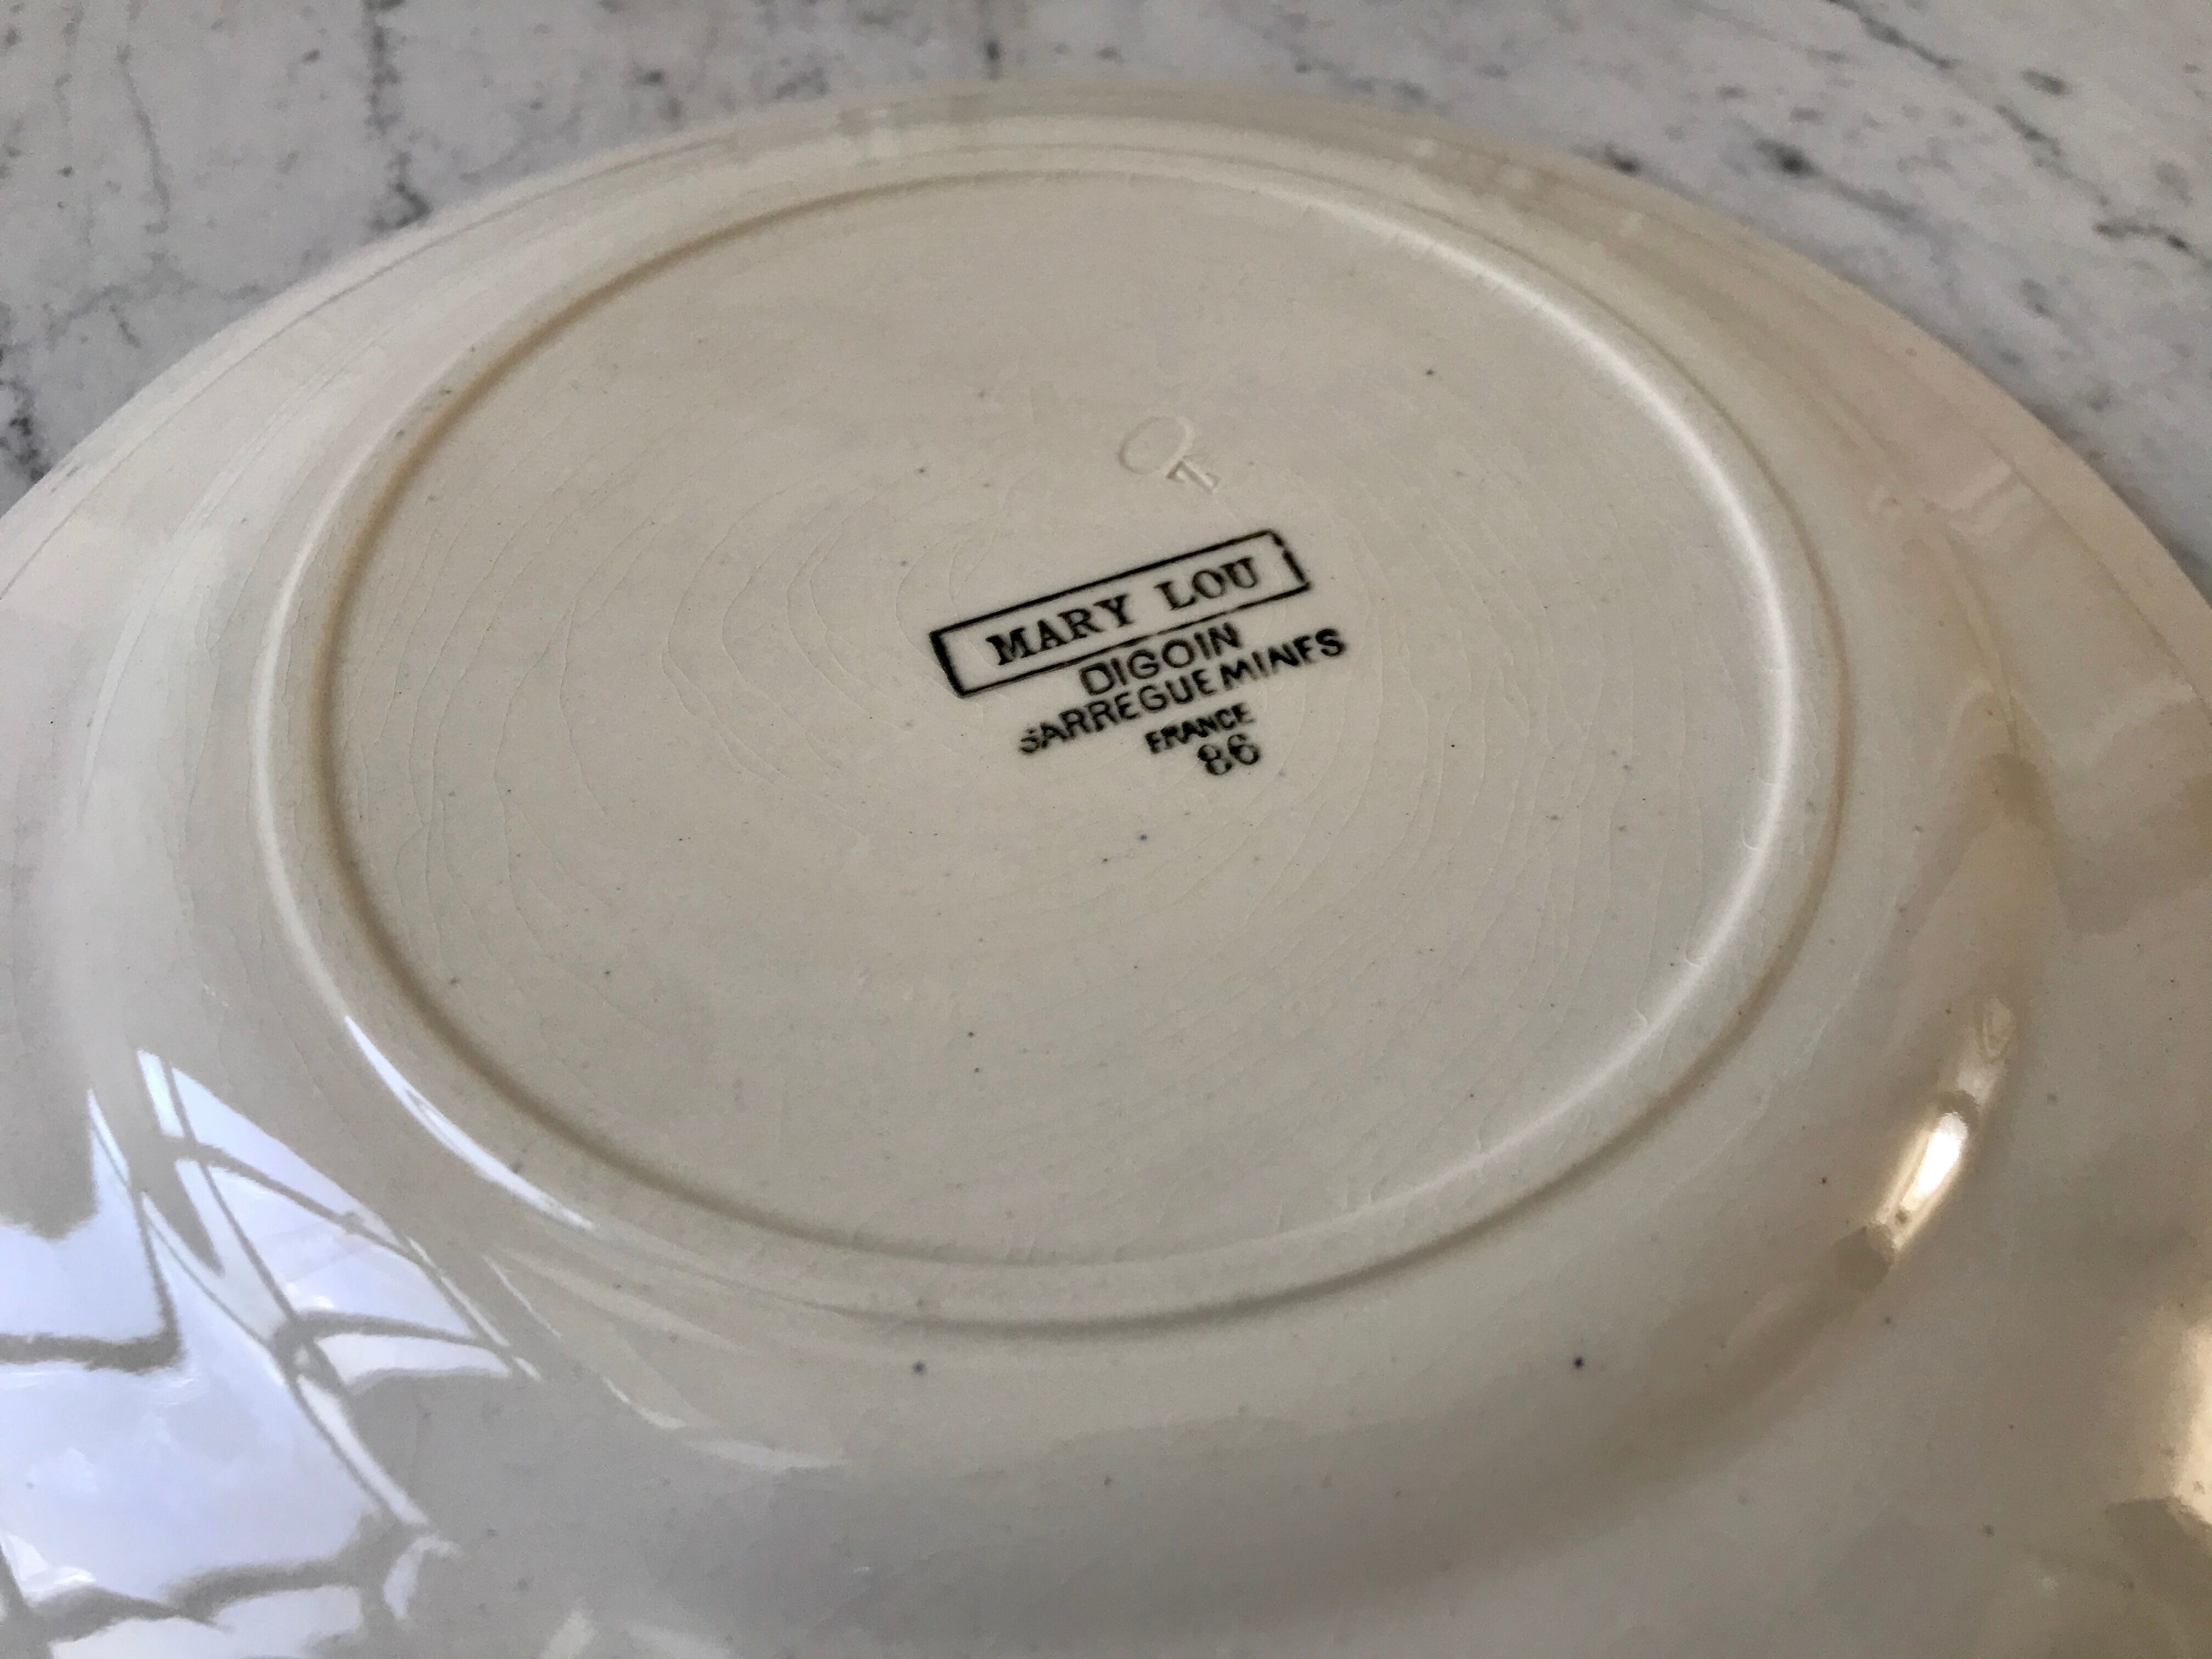 MARY LOU
DIGOIN
SARREGUEMINES
FRANCE
86